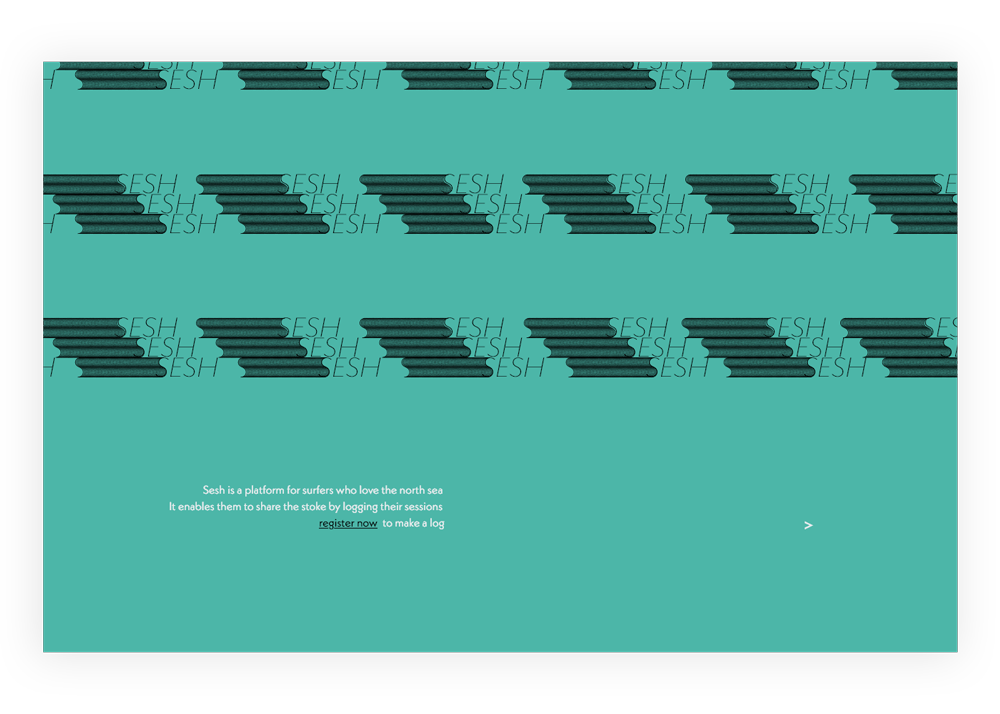 SESH SESH SESH SESH SESH
SESH SESH SESH SESH SESH
SESH SESH SESH SESH SESH
SESH SESH SESH SESH SESH
SESH SESH SESH SESH SESH
SESH SESH SESH SESH SESH
SESH SESH SESH SESH SESH
SESH SESH SESH SESH SESH
Sesh is a platform for surfers who love the north sea
It enables them to share the stoke by logging their sessions
register now to make a log
>